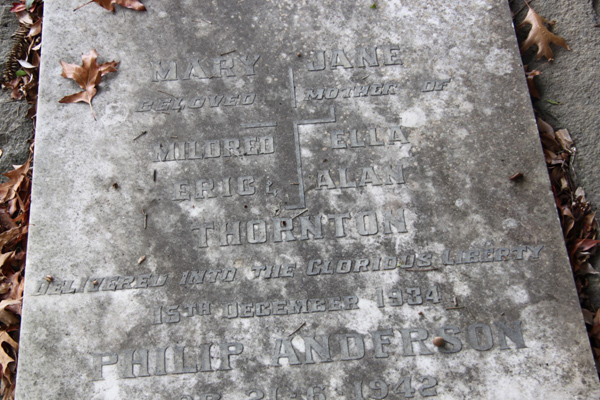 MARY JANE
BELOVED MOTHER OF
MILDRED ELLA,
ERIC & ALAN
THORNTON
DELIVERED INTO THE GLORIOUS LIBERTY
15TH DECEMBER 1934
PHILIP ANDERSON
1942